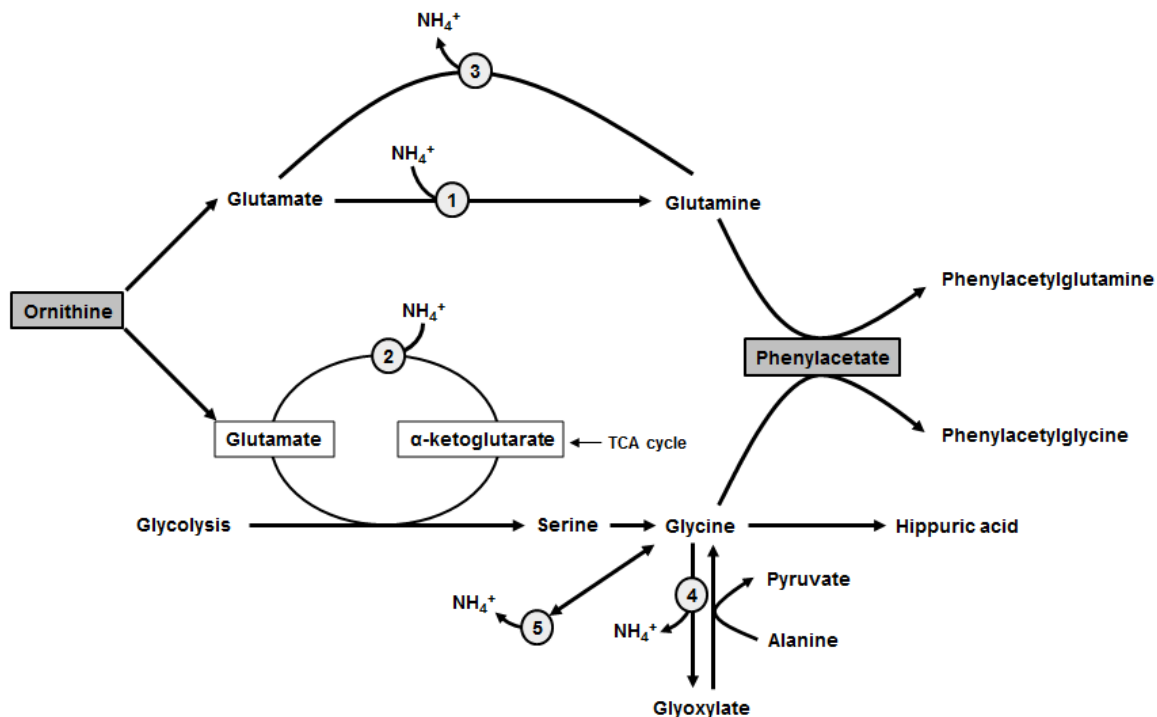 NH₄⁺
3
NH₄⁺
Glutamate
1
Glutamine
Phenylacetylglutamine
Ornithine
NH₄⁺
2
Phenylacetate
Glutamate
α-ketoglutarate
TCA cycle
Phenylacetylglycine
Glycolysis
Serine
Glycine
Hippuric acid
NH₄⁺
5
4
NH₄⁺
Pyruvate
Alanine
Glyoxylate